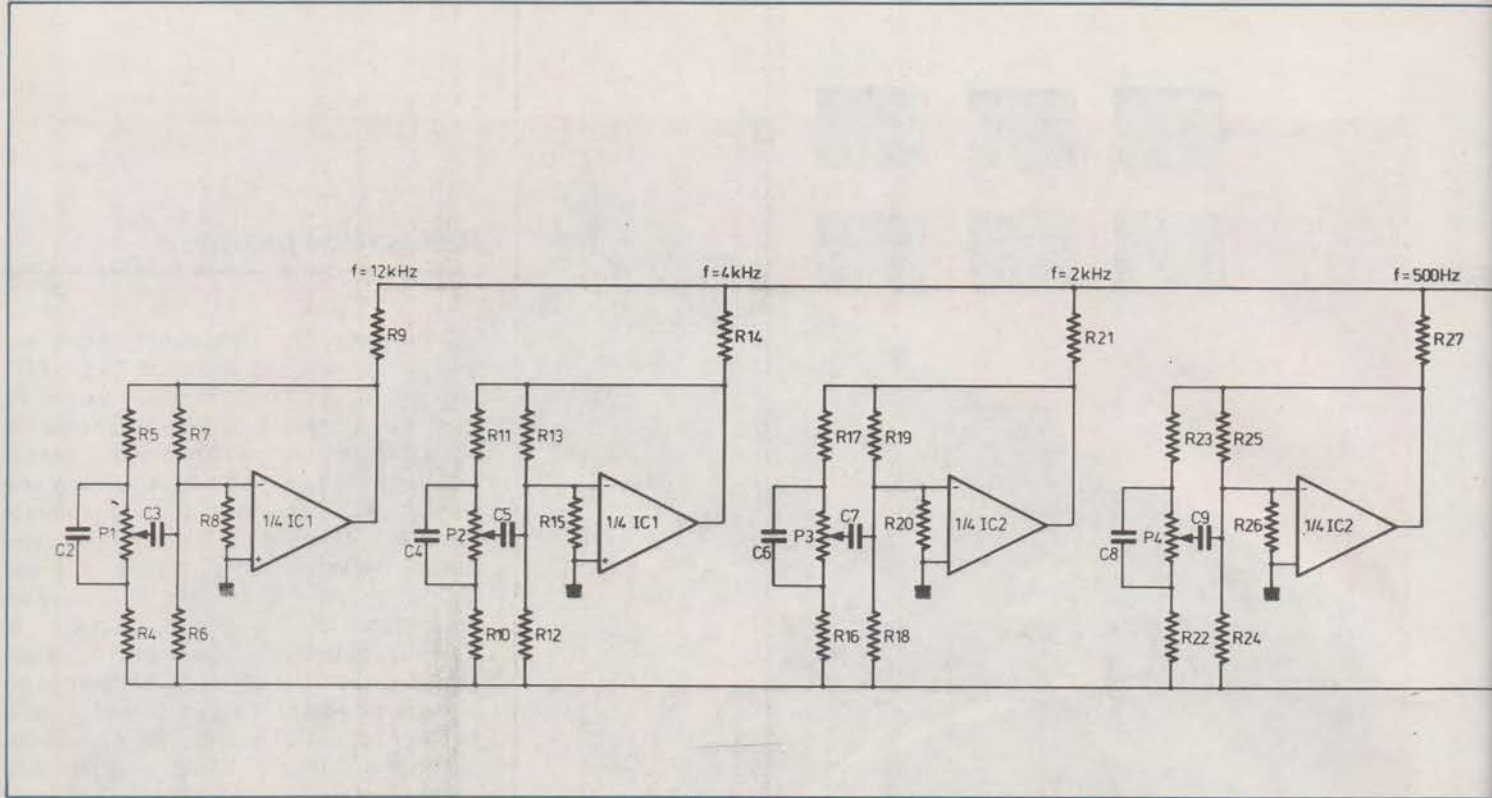 f=12kHz
f=4kHz
f=2kHz
f=500Hz
R9
R14
R21
R27
R5
R7
R11
R13
R17
R19
R23
R25
C2
P1
C3
R8
-
+
1/4 IC1
C4
P2
C5
R15
-
+
1/4 IC1
C6
P3
C7
R20
-
1/4 IC2
C8
P4
C9
R26
-
1/4 IC2
R4
R6
R10
R12
R16
R18
R22
R24